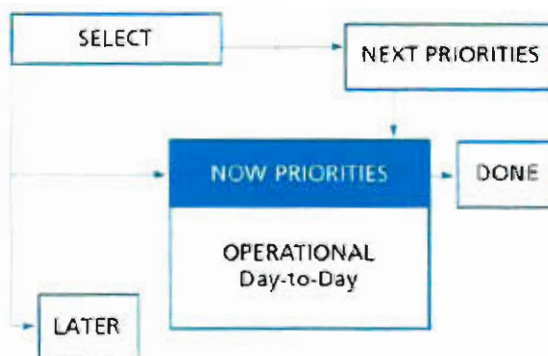 SELECT
NEXT PRIORITIES
NOW PRIORITIES
DONE
OPERATIONAL
Day-to-Day
LATER